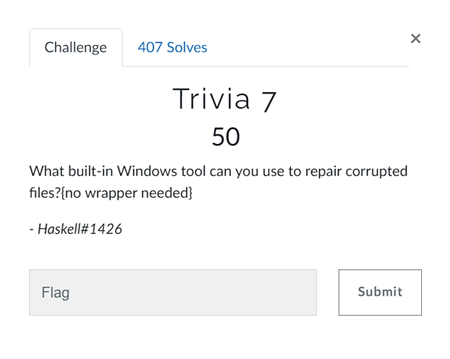 Challenge
407 Solves
×
Trivia 7
50
What built-in Windows tool can you use to repair corrupted
files?{no wrapper needed}
- Haskell#1426
Flag
Submit